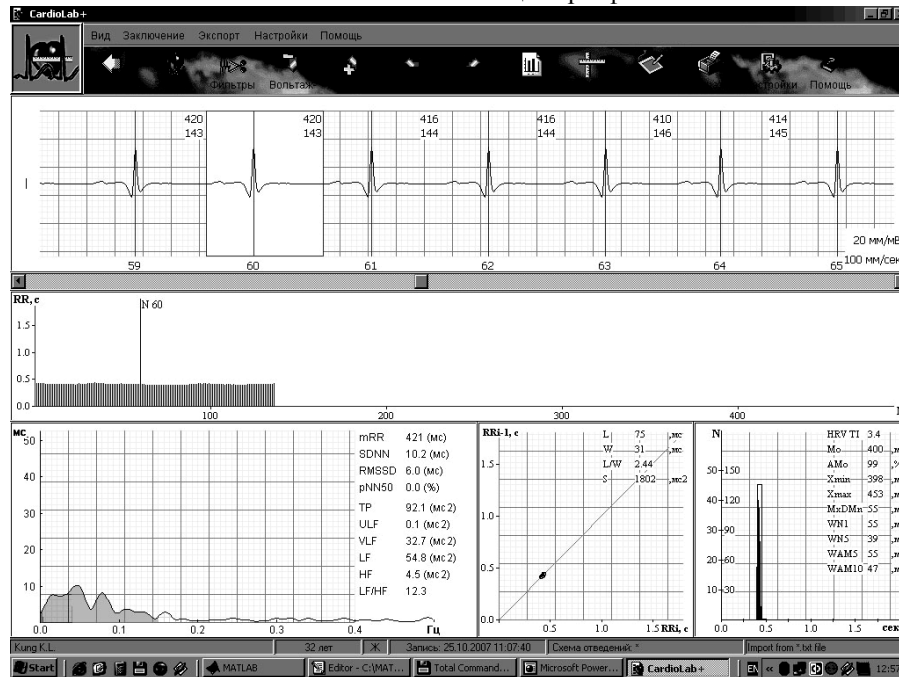 CardioLab+
Вид Заключение Экспорт Настройки Помощь
Фильтры Вольтаж Помощь
420 420 416 416 410 414
143 143 144 144 146 145
I
20 мм/мВ
100 мм/сек
59 60 61 62 63 64 65
RR, с
N 60
1.5
1.0
0.5
0.0
100 200 300 400
мс
50
40
30
20
10
0.0 0.1 0.2 0.3 0.4 Гц
mRR 421 (мс)
SDNN 10.2 (мс)
RMSSD 6.0 (мс)
pNN50 0.0 (%)
TP 92.1 (мс2)
ULF 0.1 (мс2)
VLF 32.7 (мс2)
LF 54.8 (мс2)
HF 4.5 (мс2)
LF/HF 12.3
RRi-1, с
L 75 ,мс
W 31 ,мс
L/W 2.44
S 1802 ,мс2
1.5
1.0
0.5
0.0
0.5 1.0 1.5 RRi, с
N
HRV TI 3.4
Mo 400
AMo 99 ,%
Xmin 398
Xmax 453
MxDMn 55
WN1 55
WN5 39
WAM5 55
WAM10 47
50 150
40 120
30 90
20 60
10 30
0.0 0.5 1.0 1.5 сек
Kung K.L. 32 лет Ж Запись: 25.10.2007 11:07:40 Схема отведений: * Import from *.txt file
Start MATLAB Editor - C:\MAT... Total Command... Microsoft Power... CardioLab+ EN « 12:57